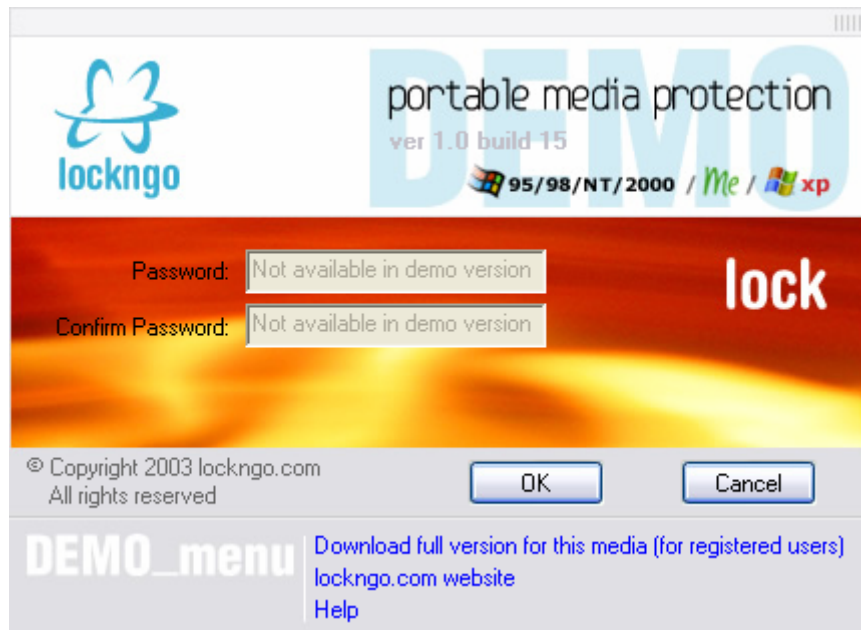 DEMO
portable media protection
ver 1.0 build 15
lockngo
95/98/NT/2000 / Me / xp
Password: Not available in demo version
lock
Confirm Password: Not available in demo version
© Copyright 2003 lockngo.com
All rights reserved
OK Cancel
DEMO_menu
Download full version for this media (for registered users)
lockngo.com website
Help